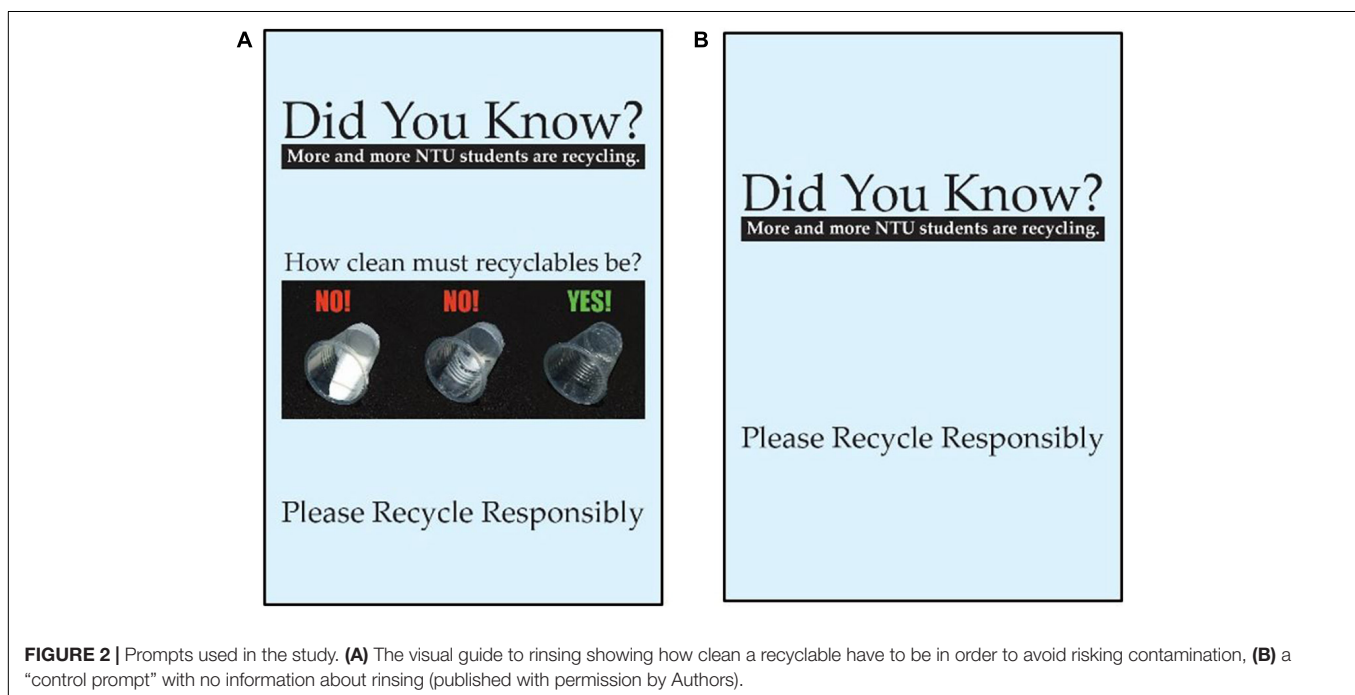 A
Did You Know?
More and more NTU students are recycling.
How clean must recyclables be?
NO! NO! YES!
Please Recycle Responsibly
B
Did You Know?
More and more NTU students are recycling.
Please Recycle Responsibly
FIGURE 2 | Prompts used in the study. (A) The visual guide to rinsing showing how clean a recyclable have to be in order to avoid risking contamination, (B) a
“control prompt” with no information about rinsing (published with permission by Authors).